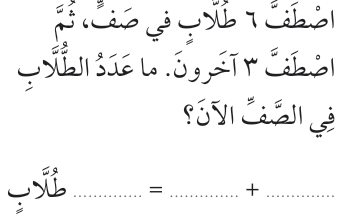 اصْطَفَّ ٦ طُلَّابٍ في صَفٍّ، ثُمَّ
اصْطَفَّ ٣ آخَرونَ. ما عَدَدُ الطُّلَّابِ
فِي الصَّفِّ الآنَ؟
.............. + .............. = .............. طُلَّابٍ